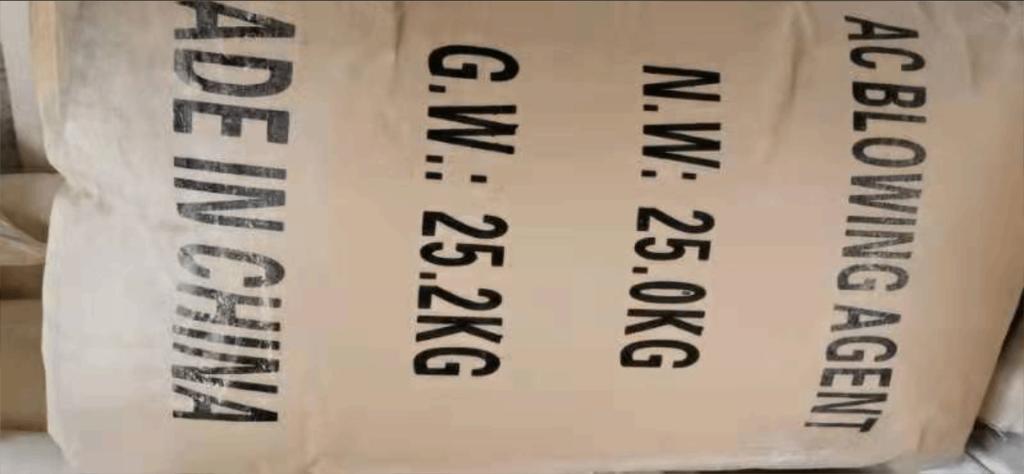 AC BLOWING AGENT
N.W: 25.0KG
G.W.: 25.2KG
ADE IN CHINA